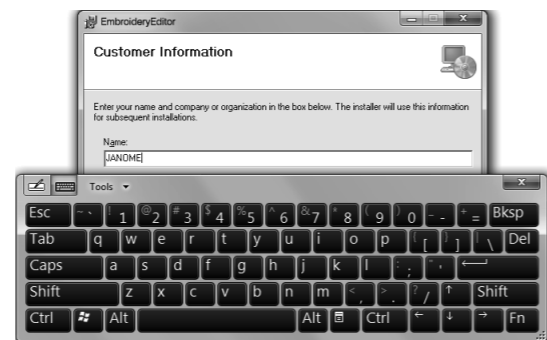 EmbroideryEditor
Customer Information
Enter your name and company or organization in the box below. The installer will use this information
for subsequent installations.
Name:
JANOME
Tools
Esc ~ ` ! 1 @ 2 # 3 $ 4 % 5 ^ 6 & 7 * 8 ( 9 ) 0 _ - + = Bksp
Tab q w e r t y u i o p { [ } ] | \ Del
Caps a s d f g h j k l : ; " '
Shift z x c v b n m < , > . ? / ↑ Shift
Ctrl Alt Alt Ctrl ← ↓ → Fn